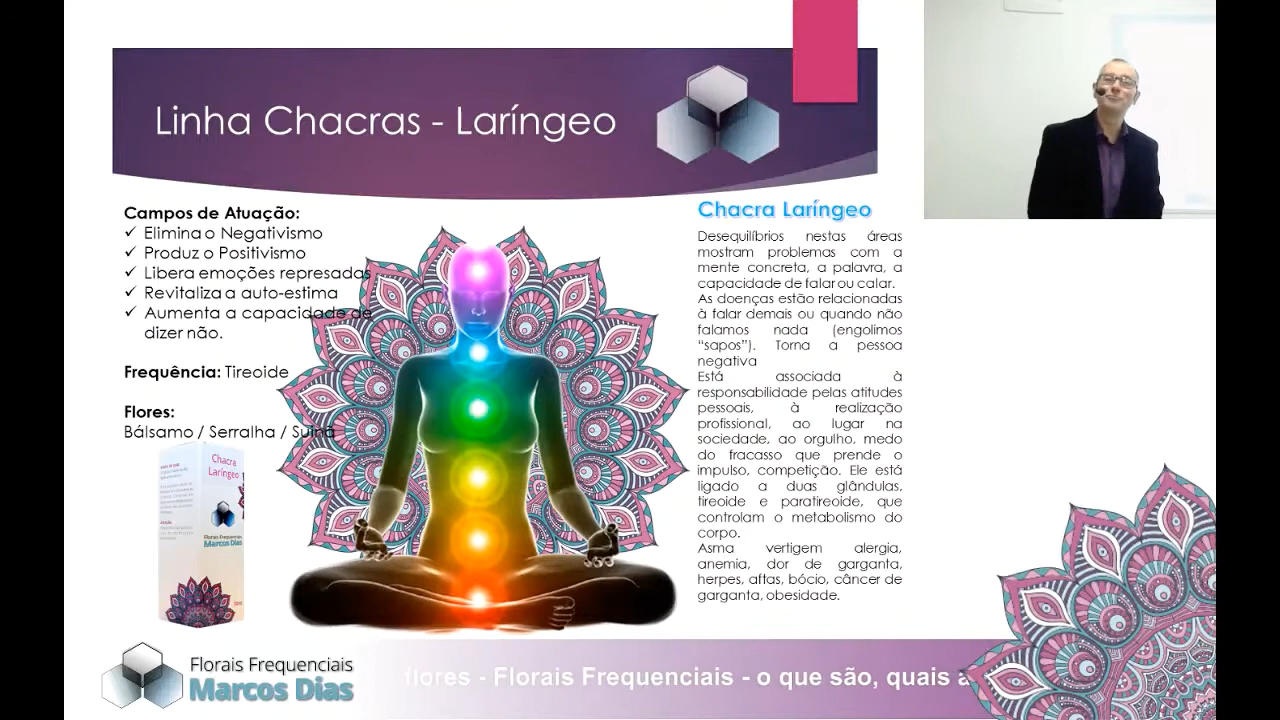 Linha Chacras - Laríngeo
Campos de Atuação:
✓ Elimina o Negativismo
✓ Produz o Positivismo
✓ Libera emoções represadas
✓ Revitaliza a auto-estima
✓ Aumenta a capacidade de
dizer não.
Frequência: Tireoide
Flores:
Bálsamo / Serralha / Suinã
Chacra
Laríngeo
Florais Frequenciais
Marcos Dias
Chacra Laríngeo
Desequilíbrios nestas áreas
mostram problemas com a
mente concreta, a palavra, a
capacidade de falar ou calar.
As doenças estão relacionadas
à falar demais ou quando não
falamos nada (engolimos
“sapos”). Torna a pessoa
negativa
Está associada à
responsabilidade pelas atitudes
pessoais, à realização
profissional, ao lugar na
sociedade, ao orgulho, medo
do fracasso que prende o
impulso, competição. Ele está
ligado a duas glândulas,
tireoide e paratireoide, que
controlam o metabolismo do
corpo.
Asma vertigem alergia,
anemia, dor de garganta,
herpes, aftas, bócio, câncer de
garganta, obesidade.
Florais Frequenciais
Marcos Dias
flores - Florais Frequenciais - o que são, quais a